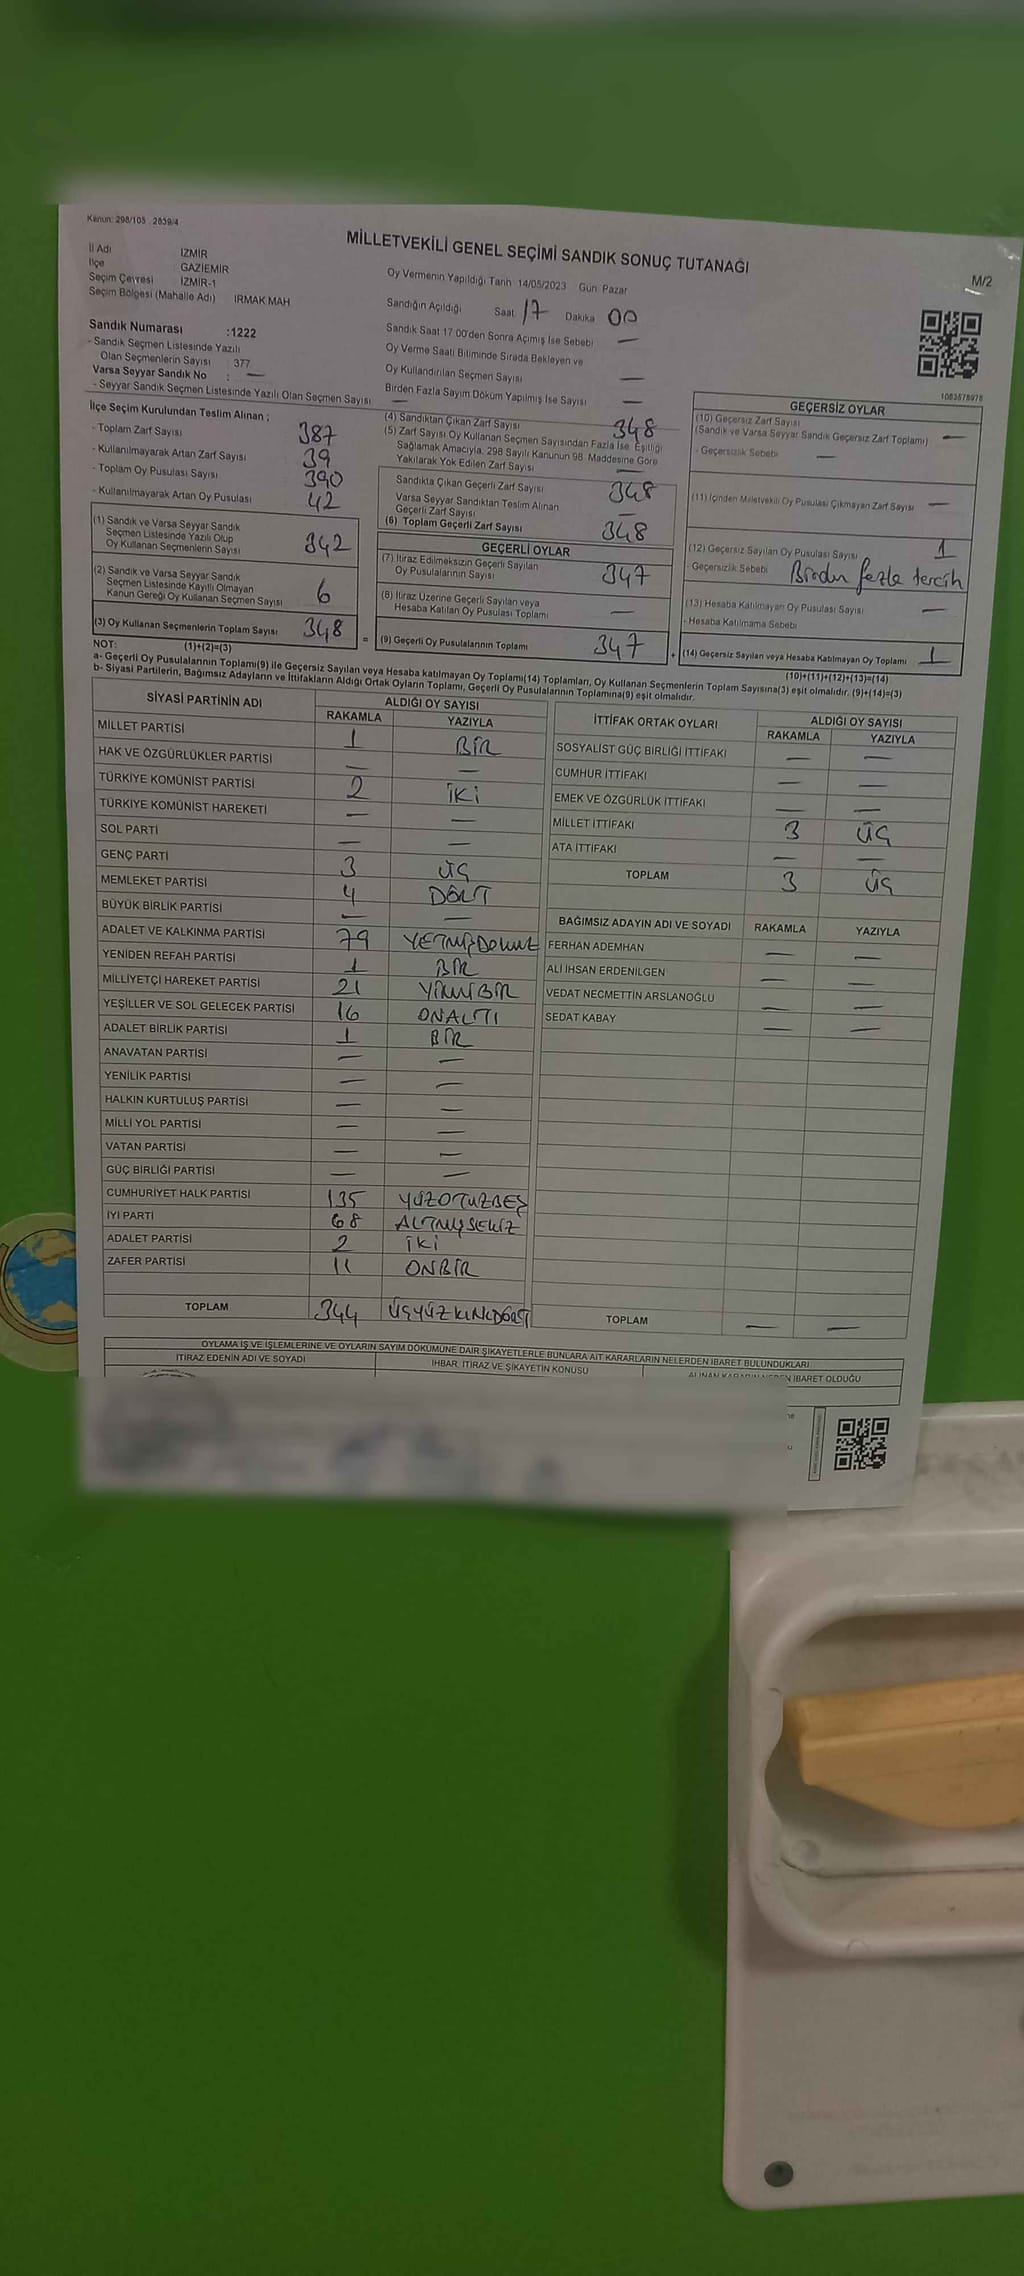 Kanun: 298/105 . 2839/4
MİLLETVEKİLİ GENEL SEÇİMİ SANDIK SONUÇ TUTANAĞI
M/2
İl Adı İZMİR
İlçe GAZİEMİR
Seçim Çevresi İZMİR-1
Seçim Bölgesi (Mahalle Adı) IRMAK MAH
Oy Vermenin Yapıldığı Tarih 14/05/2023 Gün Pazar
Sandığın Açıldığı Saat 17 Dakika 00
Sandık Saat 17 00'den Sonra Açılmış İse Sebebi —
Oy Verme Saati Bitiminde Sırada Bekleyen ve
Oy Kullandırılan Seçmen Sayısı —
Birden Fazla Sayım Döküm Yapılmış İse Sayısı —
Sandık Numarası :1222
- Sandık Seçmen Listesinde Yazılı
Olan Seçmenlerin Sayısı : 377
Varsa Seyyar Sandık No : —
- Seyyar Sandık Seçmen Listesinde Yazılı Olan Seçmen Sayısı —
1083878978
İlçe Seçim Kurulundan Teslim Alınan ;
- Toplam Zarf Sayısı 387
- Kullanılmayarak Artan Zarf Sayısı 39
- Toplam Oy Pusulası Sayısı 390
- Kullanılmayarak Artan Oy Pusulası 42
(1) Sandık ve Varsa Seyyar Sandık
Seçmen Listesinde Yazılı Olup
Oy Kullanan Seçmenlerin Sayısı 342
(2) Sandık ve Varsa Seyyar Sandık
Seçmen Listesinde Kayıtlı Olmayan
Kanun Gereği Oy Kullanan Seçmen Sayısı 6
(3) Oy Kullanan Seçmenlerin Toplam Sayısı 348 =
(4) Sandıktan Çıkan Zarf Sayısı 348
(5) Zarf Sayısı Oy Kullanan Seçmen Sayısından Fazla İse Eşitliği
Sağlamak Amacıyla, 298 Sayılı Kanunun 98. Maddesine Göre
Yakılarak Yok Edilen Zarf Sayısı —
Sandıkta Çıkan Geçerli Zarf Sayısı 348
Varsa Seyyar Sandıktan Teslim Alınan
Geçerli Zarf Sayısı —
(6) Toplam Geçerli Zarf Sayısı 348
GEÇERLİ OYLAR
(7) İtiraz Edilmeksizin Geçerli Sayılan
Oy Pusulalarının Sayısı 347
(8) İtiraz Üzerine Geçerli Sayılan veya
Hesaba Katılan Oy Pusulası Toplamı —
(9) Geçerli Oy Pusulalarının Toplamı 347 +
GEÇERSİZ OYLAR
(10) Geçersiz Zarf Sayısı
(Sandık ve Varsa Seyyar Sandık Geçersiz Zarf Toplamı) —
- Geçersizlik Sebebi —
(11) İçinden Milletvekili Oy Pusulası Çıkmayan Zarf Sayısı —
(12) Geçersiz Sayılan Oy Pusulası Sayısı 1
Geçersizlik Sebebi Birden fazla tercih
(13) Hesaba Katılmayan Oy Pusulası Sayısı —
- Hesaba Katılmama Sebebi
(14) Geçersiz Sayılan veya Hesaba Katılmayan Oy Toplamı 1
NOT: (1)+(2)=(3) (10)+(11)+(12)+(13)=(14)
a- Geçerli Oy Pusulalarının Toplamı(9) ile Geçersiz Sayılan veya Hesaba katılmayan Oy Toplamı(14) Toplamları, Oy Kullanan Seçmenlerin Toplam Sayısına(3) eşit olmalıdır. (9)+(14)=(3)
b- Siyasi Partilerin, Bağımsız Adayların ve İttifakların Aldığı Ortak Oyların Toplamı, Geçerli Oy Pusulalarının Toplamına(9) eşit olmalıdır.
SİYASİ PARTİNİN ADI ALDIĞI OY SAYISI
RAKAMLA YAZIYLA
MİLLET PARTİSİ 1 BİR
HAK VE ÖZGÜRLÜKLER PARTİSİ — —
TÜRKİYE KOMÜNİST PARTİSİ 2 İKİ
TÜRKİYE KOMÜNİST HAREKETİ — —
SOL PARTİ — —
GENÇ PARTİ 3 ÜÇ
MEMLEKET PARTİSİ 4 DÖRT
BÜYÜK BİRLİK PARTİSİ — —
ADALET VE KALKINMA PARTİSİ 79 YETMİŞDOKUZ
YENİDEN REFAH PARTİSİ 1 BİR
MİLLİYETÇİ HAREKET PARTİSİ 21 YİRMİBİR
YEŞİLLER VE SOL GELECEK PARTİSİ 16 ONALTI
ADALET BİRLİK PARTİSİ 1 BİR
ANAVATAN PARTİSİ — —
YENİLİK PARTİSİ — —
HALKIN KURTULUŞ PARTİSİ — —
MİLLİ YOL PARTİSİ — —
VATAN PARTİSİ — —
GÜÇ BİRLİĞİ PARTİSİ — —
CUMHURİYET HALK PARTİSİ 135 YÜZOTUZBEŞ
İYİ PARTİ 68 ALTMIŞSEKİZ
ADALET PARTİSİ 2 İKİ
ZAFER PARTİSİ 11 ONBİR
TOPLAM 344 ÜÇYÜZKIRKDÖRT
İTTİFAK ORTAK OYLARI ALDIĞI OY SAYISI
RAKAMLA YAZIYLA
SOSYALİST GÜÇ BİRLİĞİ İTTİFAKI — —
CUMHUR İTTİFAKI — —
EMEK VE ÖZGÜRLÜK İTTİFAKI — —
MİLLET İTTİFAKI 3 ÜÇ
ATA İTTİFAKI — —
TOPLAM 3 ÜÇ
BAĞIMSIZ ADAYIN ADI VE SOYADI RAKAMLA YAZIYLA
FERHAN ADEMHAN — —
ALİ İHSAN ERDENİLGEN — —
VEDAT NECMETTİN ARSLANOĞLU — —
SEDAT KABAY — —
TOPLAM — —
OYLAMA İŞ VE İŞLEMLERİNE VE OYLARIN SAYIM DÖKÜMÜNE DAİR ŞİKAYETLERLE BUNLARA AİT KARARLARIN NELERDEN İBARET BULUNDUKLARI
İTİRAZ EDENİN ADI VE SOYADI İHBAR, İTİRAZ VE ŞİKAYETİN KONUSU İBARET OLDUĞU